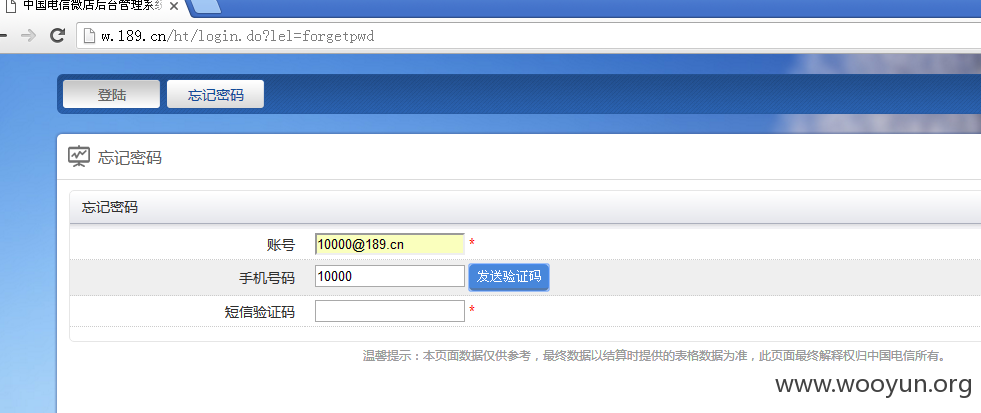 中国电信微店后台管理系统
w.189.cn/ht/login.do?lel=forgetpwd
登陆 忘记密码
忘记密码
忘记密码
账号 10000@189.cn *
手机号码 10000 发送验证码
短信验证码 *
温馨提示：本页面数据仅供参考，最终数据以结算时提供的表格数据为准，此页面最终解释权归中国电信所有。
www.wooyun.org